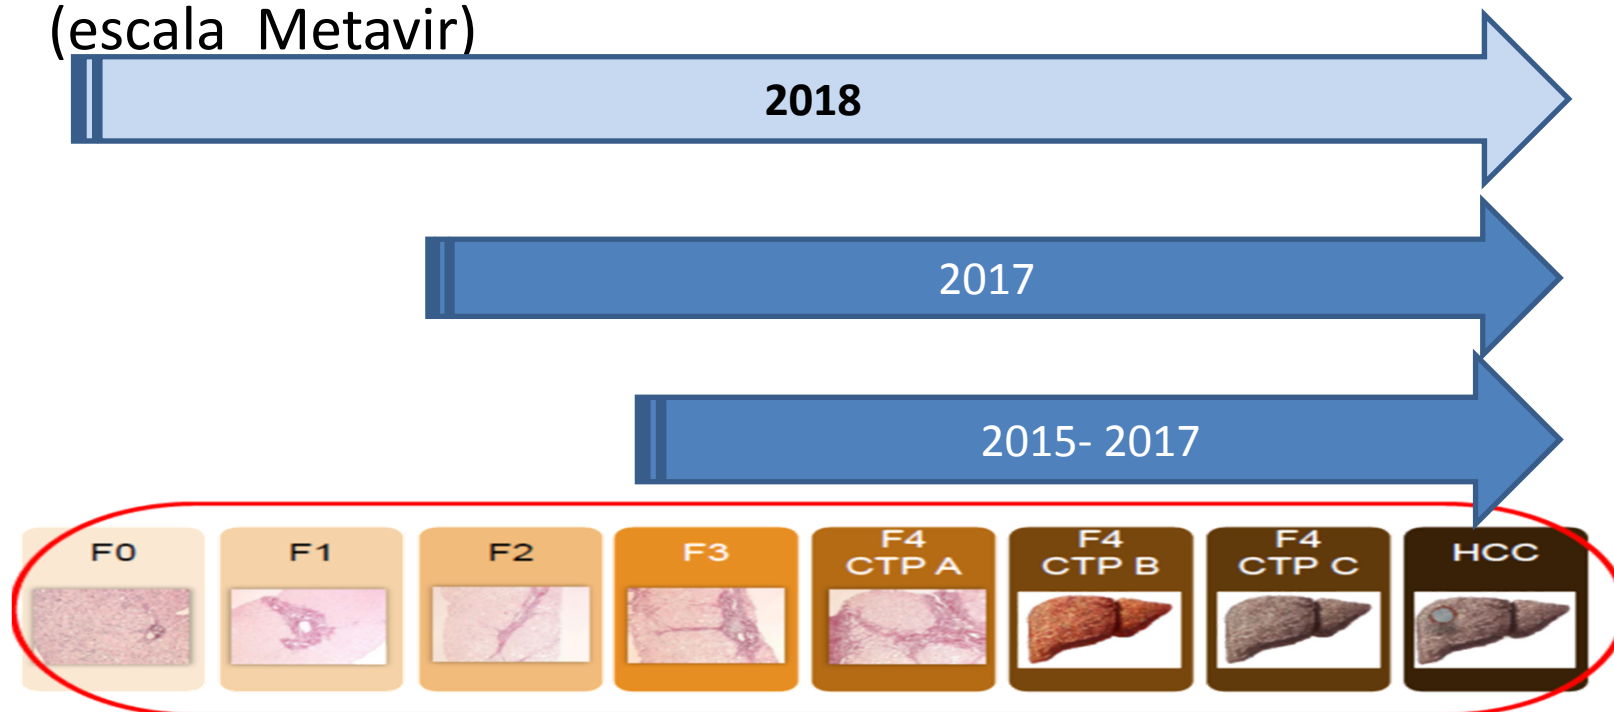 (escala Metavir)
2018
2017
2015- 2017
F0
F1
F2
F3
F4
CTP A
F4
CTP B
F4
CTP C
HCC